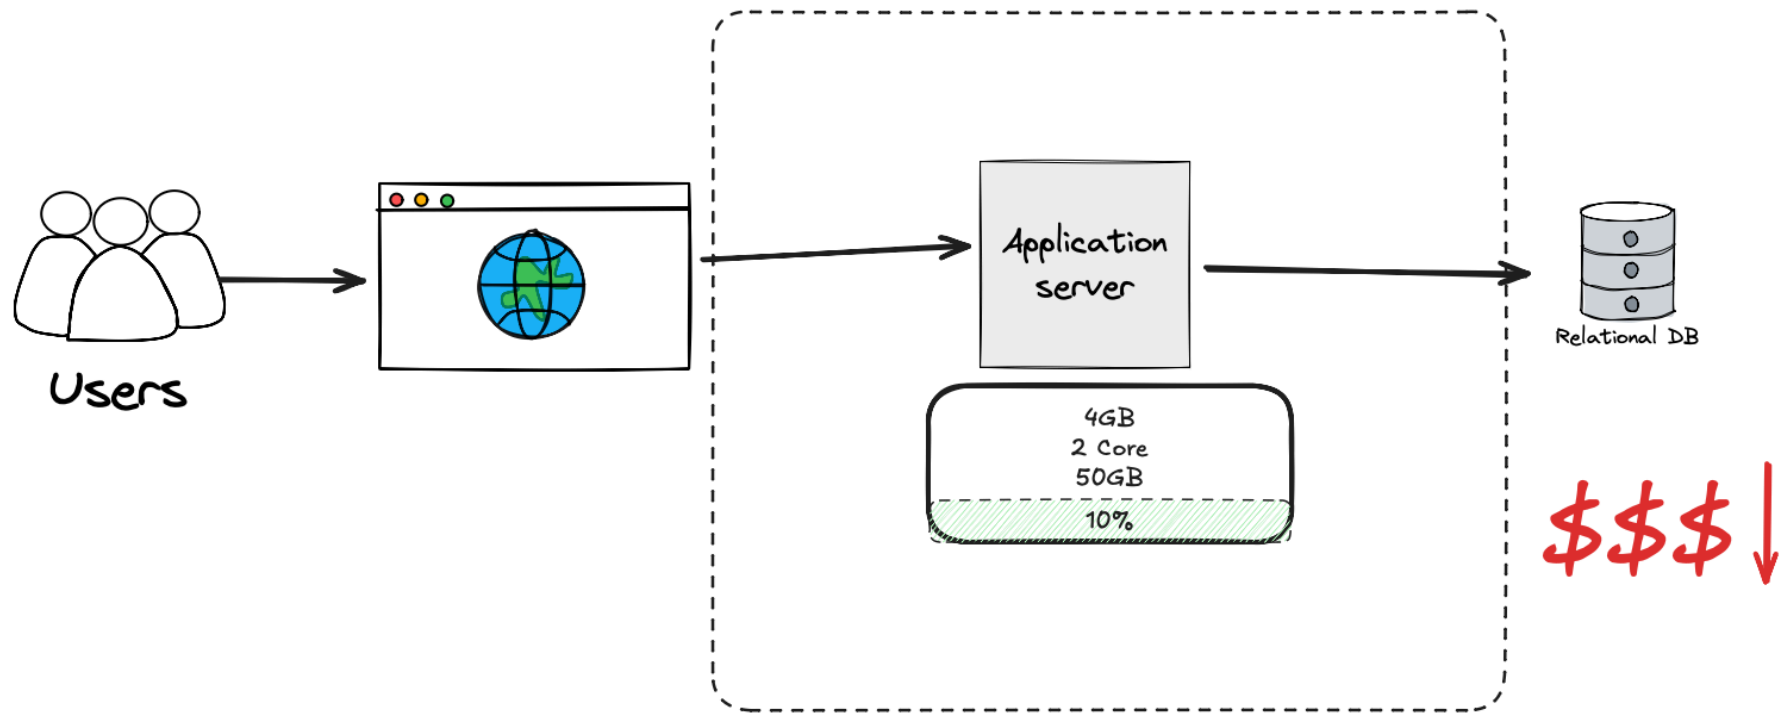 Users
Application
server
4GB
2 Core
50GB
10%
Relational DB
$$$